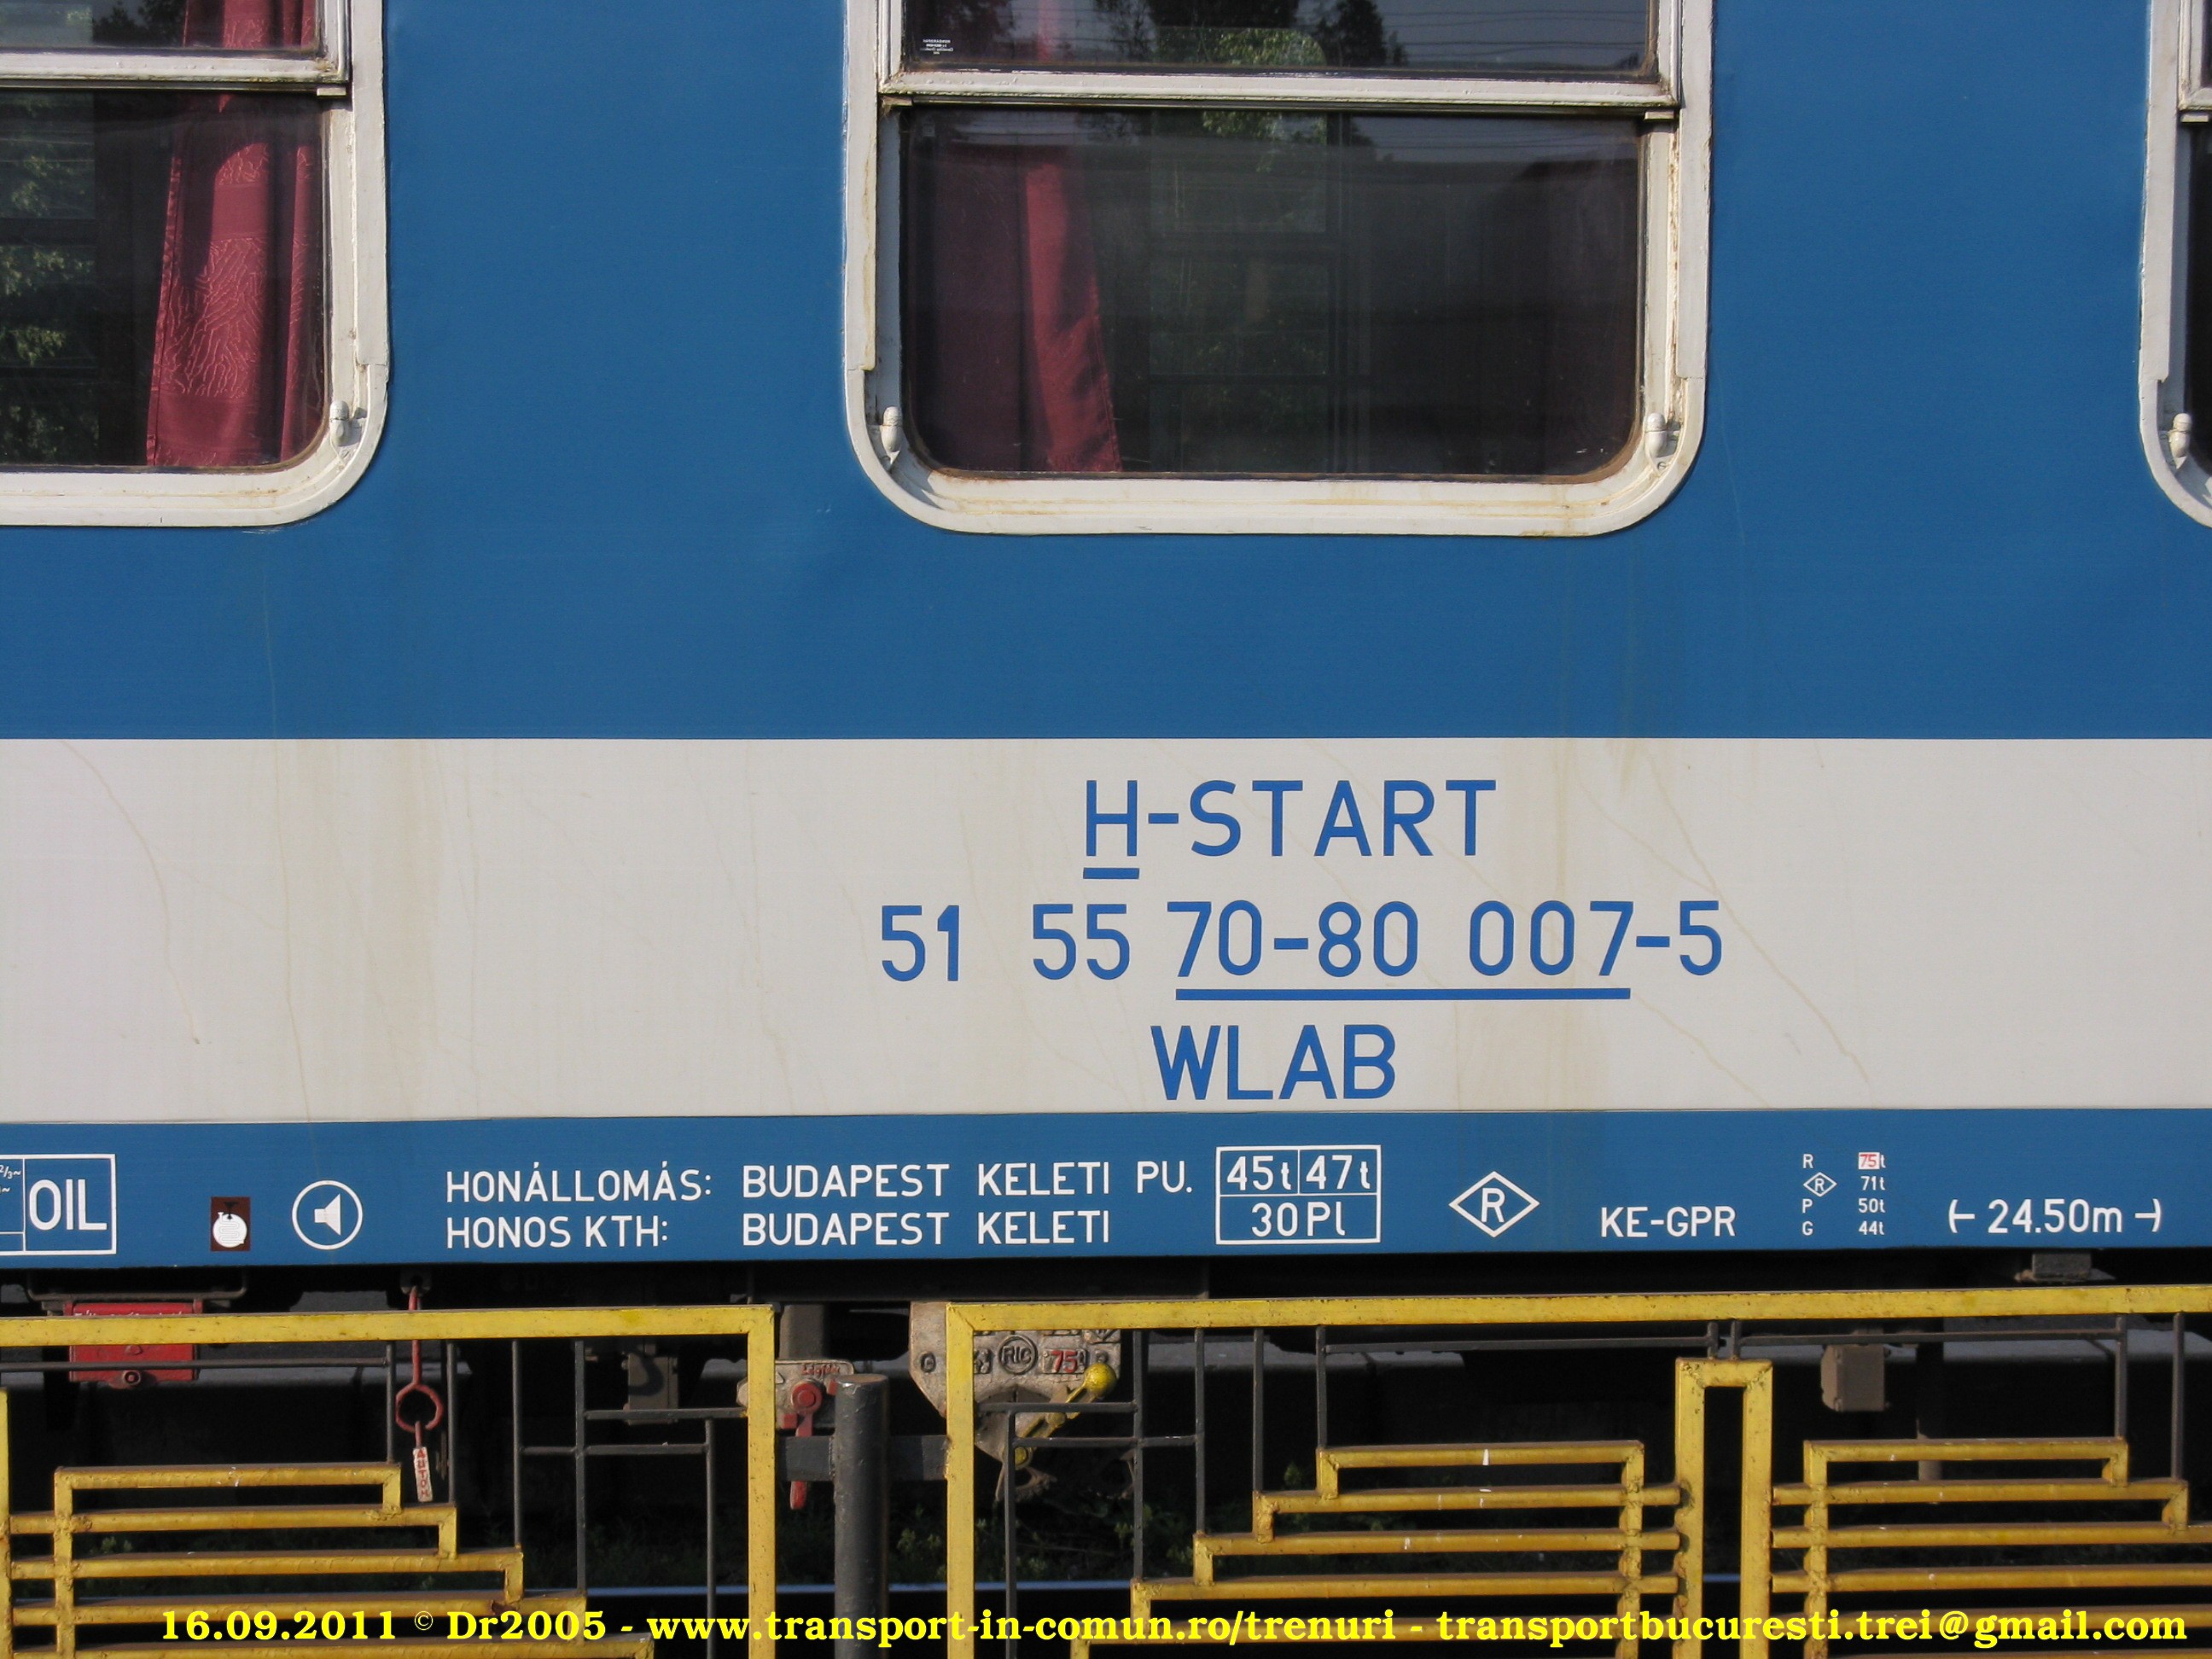 H-START
51 55 70-80 007-5
WLAB
OIL
HONÁLLOMÁS: BUDAPEST KELETI PU.
HONOS KTH: BUDAPEST KELETI
45t 47t
30Pl
R
KE-GPR
R 75t
R 71t
P 50t
G 44t
24.50m
RIC 75
AUTOM
16.09.2011 © Dr2005 - www.transport-in-comun.ro/trenuri - transportbucuresti.trei@gmail.com